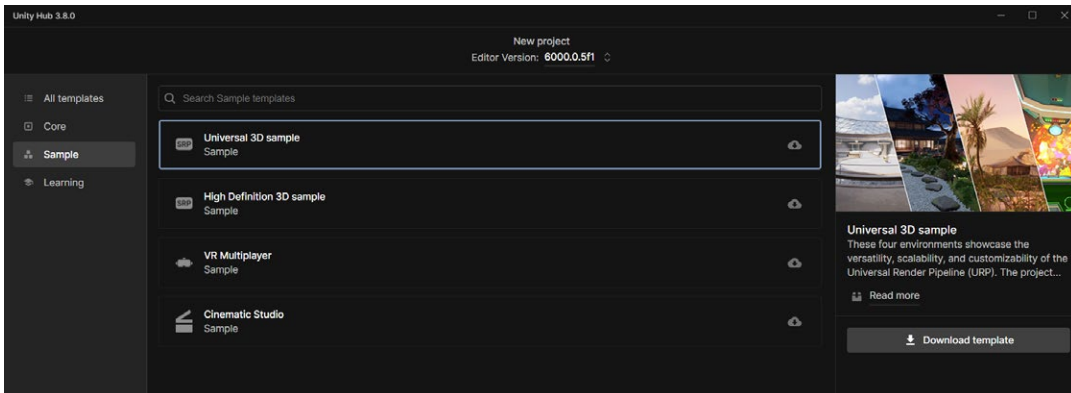 Unity Hub 3.8.0
New project
Editor Version: 6000.0.5f1
All templates
Core
Sample
Learning
Search Sample templates
SRP
Universal 3D sample
Sample
SRP
High Definition 3D sample
Sample
VR Multiplayer
Sample
Cinematic Studio
Sample
Universal 3D sample
These four environments showcase the
versatility, scalability, and customizability of the
Universal Render Pipeline (URP). The project...
Read more
Download template